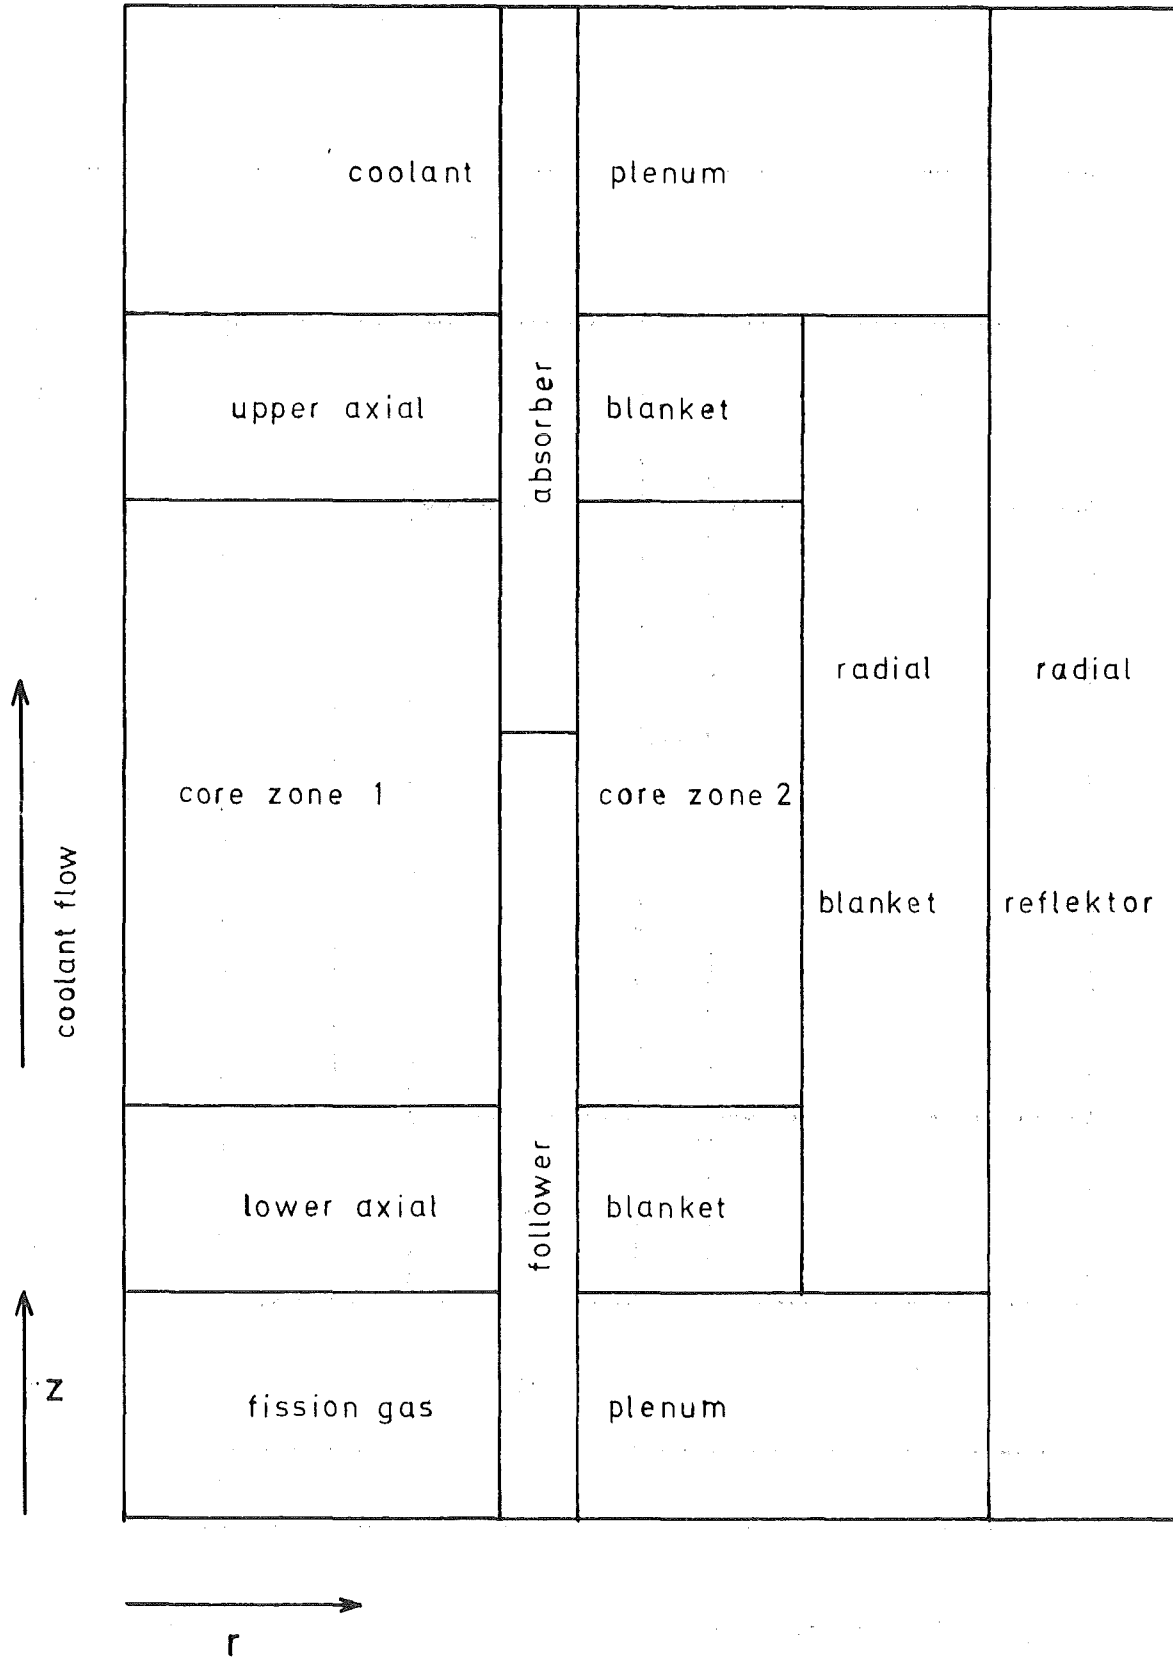 coolant plenum
upper axial absorber blanket
radial radial
core zone 1 core zone 2
coolant flow
blanket reflektor
lower axial follower blanket
z
fission gas plenum
r